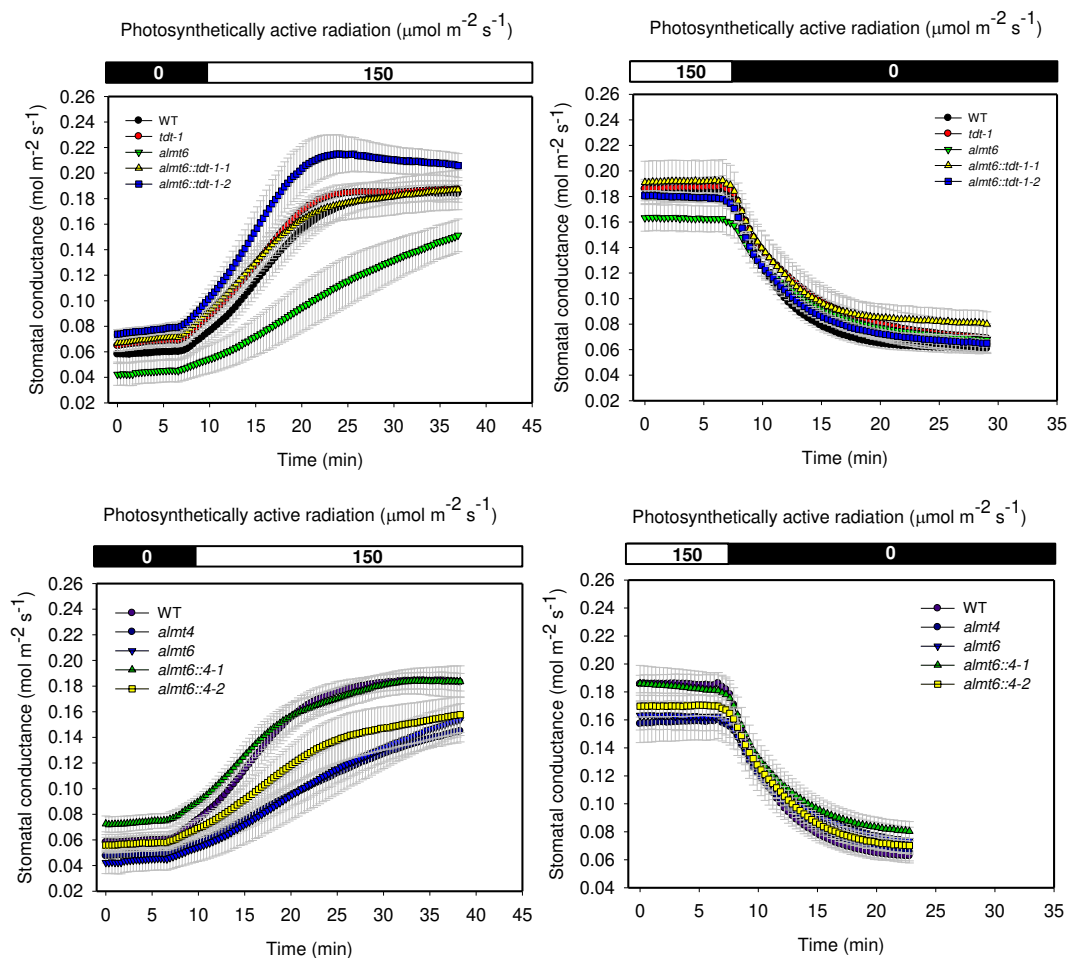 Photosynthetically active radiation (μmol m-2 s-1)
0 150
0.26
0.24
0.22
0.20
0.18
0.16
0.14
0.12
0.10
0.08
0.06
0.04
0.02
Stomatal conductance (mol m-2 s-1)
WT
tdt-1
almt6
almt6::tdt-1-1
almt6::tdt-1-2
0 5 10 15 20 25 30 35 40 45
Time (min)
Photosynthetically active radiation (μmol m-2 s-1)
150 0
0.26
0.24
0.22
0.20
0.18
0.16
0.14
0.12
0.10
0.08
0.06
0.04
0.02
Stomatal conductance (mol m-2 s-1)
WT
tdt-1
almt6
almt6::tdt-1-1
almt6::tdt-1-2
0 5 10 15 20 25 30 35
Time (min)
Photosynthetically active radiation (μmol m-2 s-1)
0 150
0.26
0.24
0.22
0.20
0.18
0.16
0.14
0.12
0.10
0.08
0.06
0.04
0.02
Stomatal conductance (mol m-2 s-1)
WT
almt4
almt6
almt6::4-1
almt6::4-2
0 5 10 15 20 25 30 35 40 45
Time (min)
Photosynthetically active radiation (μmol m-2 s-1)
150 0
0.26
0.24
0.22
0.20
0.18
0.16
0.14
0.12
0.10
0.08
0.06
0.04
Stomatal conductance (mol m-2 s-1)
WT
almt4
almt6
almt6::4-1
almt6::4-2
0 5 10 15 20 25 30 35
Time (min)